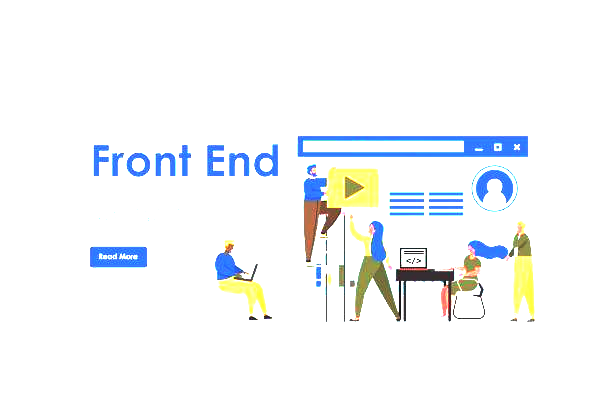 Front End
Read More
</>